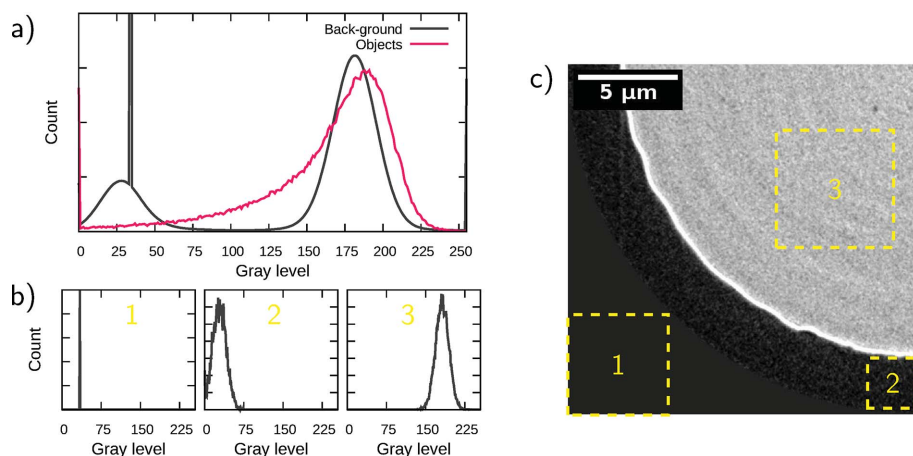 a)
Back-ground
Objects
Count
0 25 50 75 100 125 150 175 200 225 250
Gray level
b)
1 2 3
Count
0 75 150 225 0 75 150 225 0 75 150 225
Gray level Gray level Gray level
c)
5 μm
3
1
2